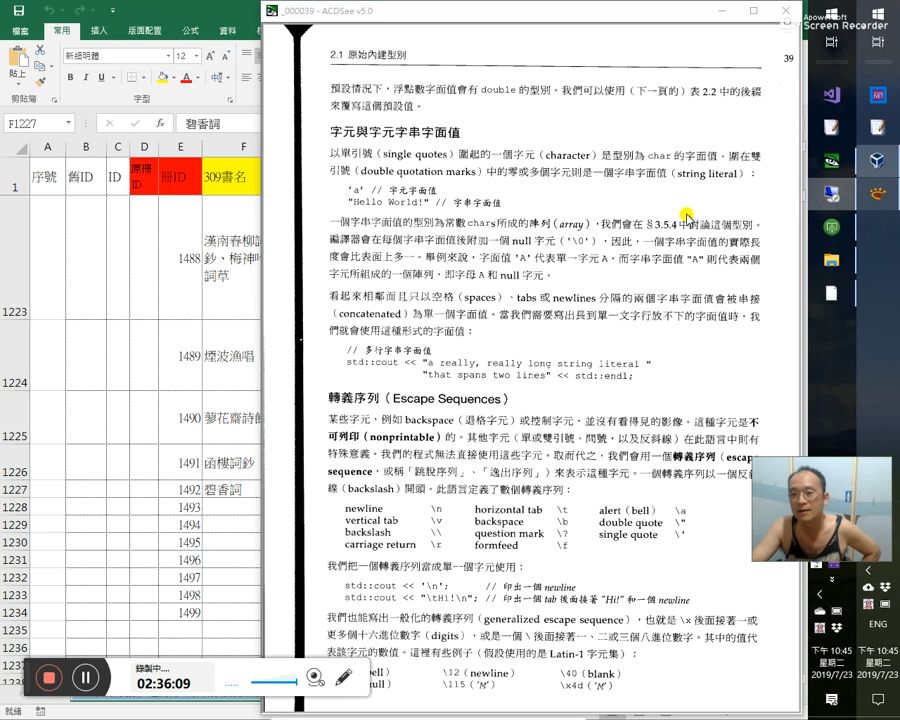 檔案 常用 插入 版面配置 公式 資料
新細明體 12
貼上
剪貼簿 字型
F1227 碧香詞
A B C D E F
1 序號 舊ID ID 原冊ID 冊ID 309書名
1223 1488
1224 1489 煙波漁唱
1225 1490
1226 1491 函樓詞鈔
1227 1492 碧香詞
1228 1493
1229 1494
1230 1495
1231 1496
1232 1497
1233 1498
1234 1499
1235
1236
1237
錄製中....
02:36:09
就緒
_000039 - ACDSee v5.0
2.1 原始內建型別 39
預設情況下，浮點數字面值會有 double 的型別。我們可以使用（下一頁的）表 2.2 中的後綴
來覆寫這個預設值。
字元與字元字串字面值
以單引號（single quotes）圍起的一個字元（character）是型別為 char 的字面值。圍在雙
引號（double quotation marks）中的零或多個字元則是一個字串字面值（string literal）：
'a' // 字元字面值
"Hello World!" // 字串字面值
一個字串字面值的型別為常數 chars所成的陣列（array），我們會在 §3.5.4中討論這個型別。
編譯器會在每個字串字面值後附加一個 null 字元（'\0'），因此，一個字串字面值的實際長
度會比表面上多一。舉例來說，字面值 'A' 代表單一字元 A，而字串字面值 "A" 則代表兩個
字元所組成的一個陣列，即字母 A 和 null 字元。
看起來相鄰而且只以空格（spaces）、tabs 或 newlines 分隔的兩個字串字面值會被串接
（concatenated）為單一個字面值。當我們需要寫出長到單一文字行放不下的字面值時，我
們就會使用這種形式的字面值：
// 多行字串字面值
std::cout << "a really, really long string literal "
"that spans two lines" << std::endl;
轉義序列（Escape Sequences）
某些字元，例如 backspace（退格字元）或控制字元，並沒有看得見的影像。這種字元是不
可列印（nonprintable）的。其他字元（單或雙引號、問號，以及反斜線）在此語言中則有
特殊意義。我們的程式無法直接使用這些字元。取而代之，我們會用一個轉義序列（escape
sequence，或稱「跳脫序列」、「逸出序列」）來表示這種字元。一個轉義序列以一個反斜
線（backslash）開頭。此語言定義了數個轉義序列：
newline \n horizontal tab \t alert (bell) \a
vertical tab \v backspace \b double quote \"
backslash \\ question mark \? single quote \'
carriage return \r formfeed \f
我們把一個轉義序列當成單一個字元使用：
std::cout << '\n'; // 印出一個 newline
std::cout << "\tHi!\n"; // 印出一個 tab 後面接著 "Hi!" 和一個 newline
我們也能寫出一般化的轉義序列（generalized escape sequence），也就是 \x 後面接著一或
更多個十六進位數字（digits），或是一個 \ 後面接著一、二或三個八進位數字。其中的值代
表該字元的數值。這裡有些例子（假設使用的是 Latin-1 字元集）：
\12 (newline) \40 (blank)
\115 ('M') \x4d ('M')
Apowersoft
Screen Recorder
ENG
下午 10:45 下午 10:45
星期二 星期二
2019/7/23 2019/7/23